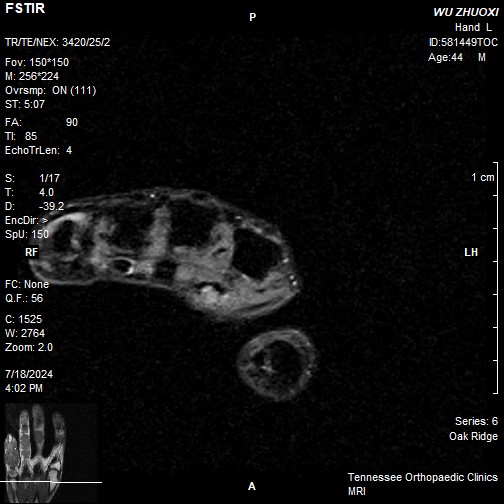 FSTIR
P
WU ZHUOXI
Hand L
TR/TE/NEX: 3420/25/2
ID:581449TOC
Age:44 M
Fov: 150*150
M: 256*224
Ovrsmp: ON (111)
ST: 5:07
FA: 90
TI: 85
EchoTrLen: 4
S: 1/17
T: 4.0
D: -39.2
EncDir: >
SpU: 150
1 cm
RF
LH
FC: None
Q.F.: 56
C: 1525
W: 2764
Zoom: 2.0
7/18/2024
4:02 PM
Series: 6
Oak Ridge
A
Tennessee Orthopaedic Clinics
MRI